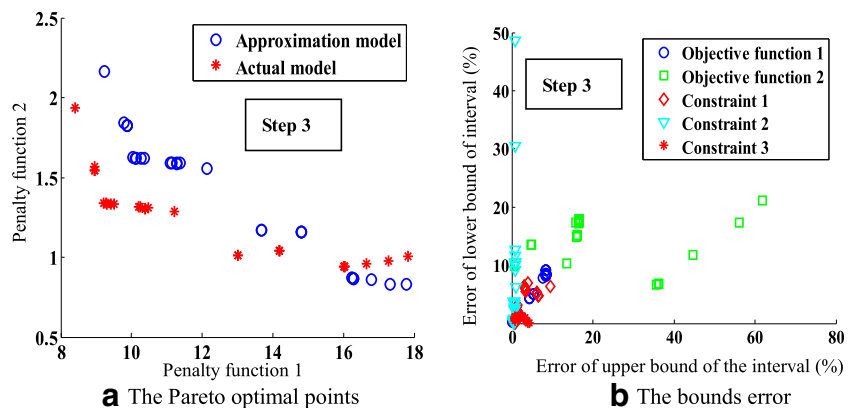 Penalty function 2
2.5
2
1.5
1
0.5
Approximation model
Actual model
Step 3
8 10 12 14 16 18
Penalty function 1
a The Pareto optimal points
Error of lower bound of interval (%)
50
40
30
20
10
Step 3
Objective function 1
Objective function 2
Constraint 1
Constraint 2
Constraint 3
0 20 40 60 80
Error of upper bound of the interval (%)
b The bounds error